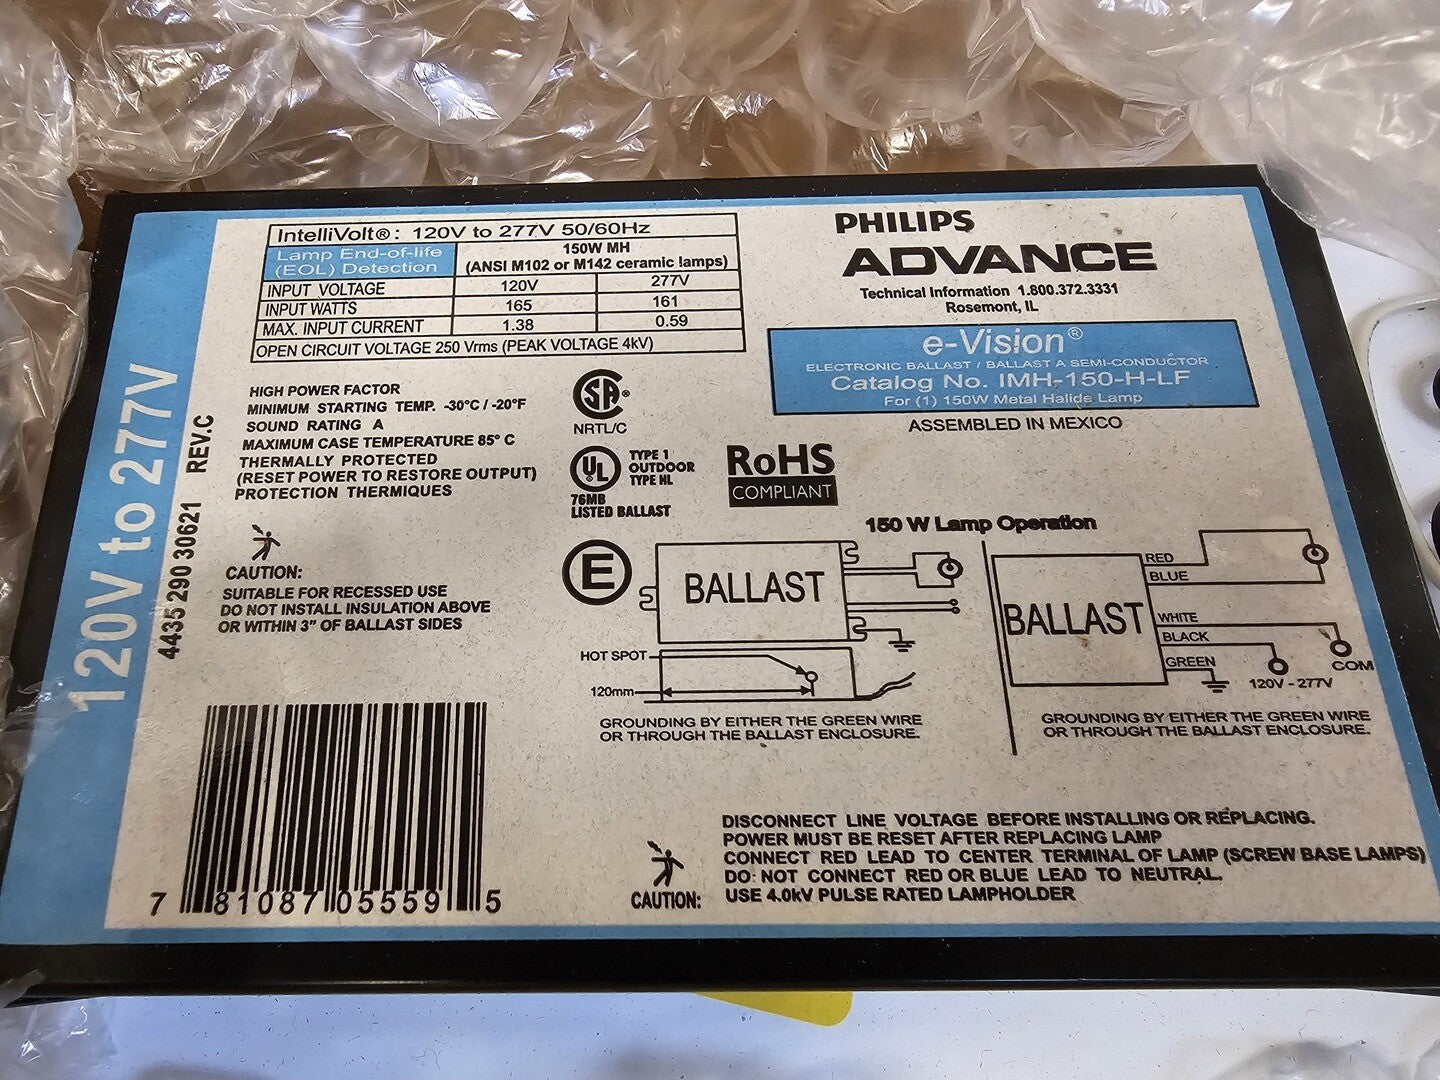 IntelliVolt®: 120V to 277V 50/60Hz
Lamp End-of-life (EOL) Detection
150W MH
(ANSI M102 or M142 ceramic lamps)
INPUT VOLTAGE 120V 277V
INPUT WATTS 165 161
MAX. INPUT CURRENT 1.38 0.59
OPEN CIRCUIT VOLTAGE 250 Vrms (PEAK VOLTAGE 4kV)
PHILIPS
ADVANCE
Technical Information 1.800.372.3331
Rosemont, IL
e-Vision®
ELECTRONIC BALLAST / BALLAST A SEMI-CONDUCTOR
Catalog No. IMH-150-H-LF
For (1) 150W Metal Halide Lamp
ASSEMBLED IN MEXICO
120V to 277V
4435 290 30621 REV.C
HIGH POWER FACTOR
MINIMUM STARTING TEMP. -30°C / -20°F
SOUND RATING A
MAXIMUM CASE TEMPERATURE 85° C
THERMALLY PROTECTED
(RESET POWER TO RESTORE OUTPUT)
PROTECTION THERMIQUES
SA®
NRTL/C
UL
TYPE 1
OUTDOOR
TYPE HL
76MB
LISTED BALLAST
RoHS
COMPLIANT
CAUTION:
SUITABLE FOR RECESSED USE
DO NOT INSTALL INSULATION ABOVE
OR WITHIN 3" OF BALLAST SIDES
E
150 W Lamp Operation
BALLAST
HOT SPOT
120mm
GROUNDING BY EITHER THE GREEN WIRE
OR THROUGH THE BALLAST ENCLOSURE.
BALLAST
RED
BLUE
WHITE
BLACK
GREEN
COM
120V - 277V
GROUNDING BY EITHER THE GREEN WIRE
OR THROUGH THE BALLAST ENCLOSURE.
7 81087 05559 5
CAUTION:
DISCONNECT LINE VOLTAGE BEFORE INSTALLING OR REPLACING.
POWER MUST BE RESET AFTER REPLACING LAMP
CONNECT RED LEAD TO CENTER TERMINAL OF LAMP (SCREW BASE LAMPS)
DO NOT CONNECT RED OR BLUE LEAD TO NEUTRAL.
USE 4.0kV PULSE RATED LAMPHOLDER